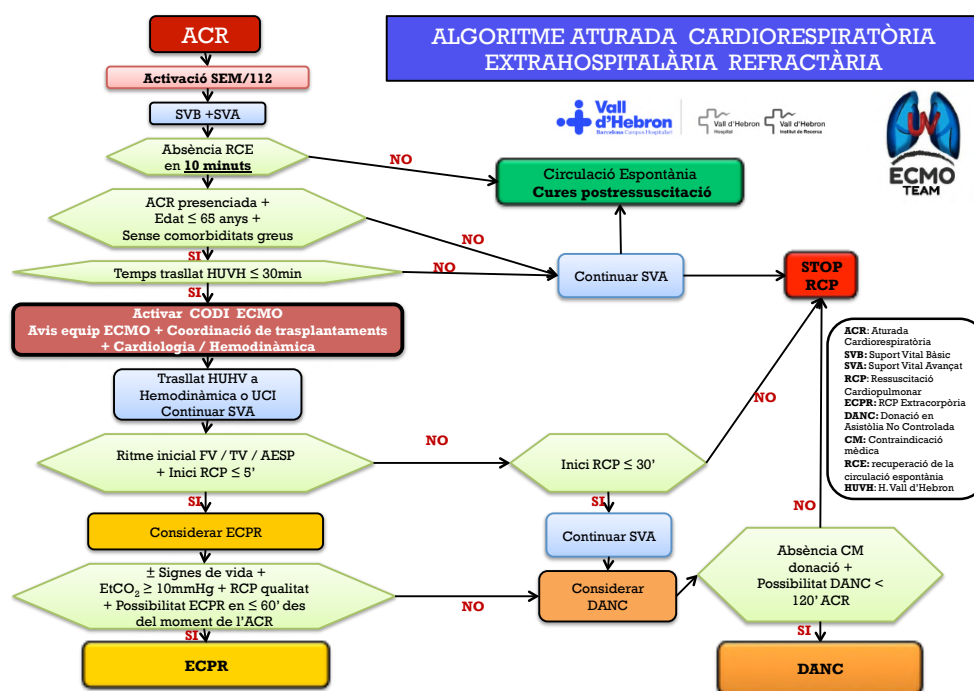 ACR
ALGORITME ATURADA CARDIORESPIRATÒRIA
EXTRAHOSPITALÀRIA REFRACTÀRIA
Activació SEM/112
SVB +SVA
Vall
d'Hebron
Barcelona Campus Hospitalari
Vall d'Hebron
Hospital
Vall d'Hebron
Institut de Recerca
ECMO
TEAM
Absència RCE
en 10 minuts
NO
Circulació Espontània
Cures postressuscitació
ACR presenciada +
Edat ≤ 65 anys +
Sense comorbiditats greus
NO
SI
Temps trasllat HUVH ≤ 30min
NO
Continuar SVA
STOP
RCP
SI
Activar CODI ECMO
Avis equip ECMO + Coordinació de trasplantaments
+ Cardiologia / Hemodinàmica
ACR: Aturada
Cardiorespiratòria
SVB: Suport Vital Bàsic
SVA: Suport Vital Avançat
RCP: Ressuscitació
Cardiopulmonar
ECPR: RCP Extracorpòria
DANC: Donació en
Asistòlia No Controlada
CM: Contraindicació
mèdica
RCE: recuperació de la
circulació espontània
HUVH: H. Vall d'Hebron
Trasllat HUHV a
Hemodinàmica o UCI
Continuar SVA
Ritme inicial FV / TV / AESP
+ Inici RCP ≤ 5'
NO
Inici RCP ≤ 30'
NO
SI
SI
Considerar ECPR
Continuar SVA
NO
± Signes de vida +
EtCO2 ≥ 10mmHg + RCP qualitat
+ Possibilitat ECPR en ≤ 60' des
del moment de l'ACR
NO
Considerar
DANC
Absència CM
donació +
Possibilitat DANC <
120' ACR
SI
SI
ECPR
DANC